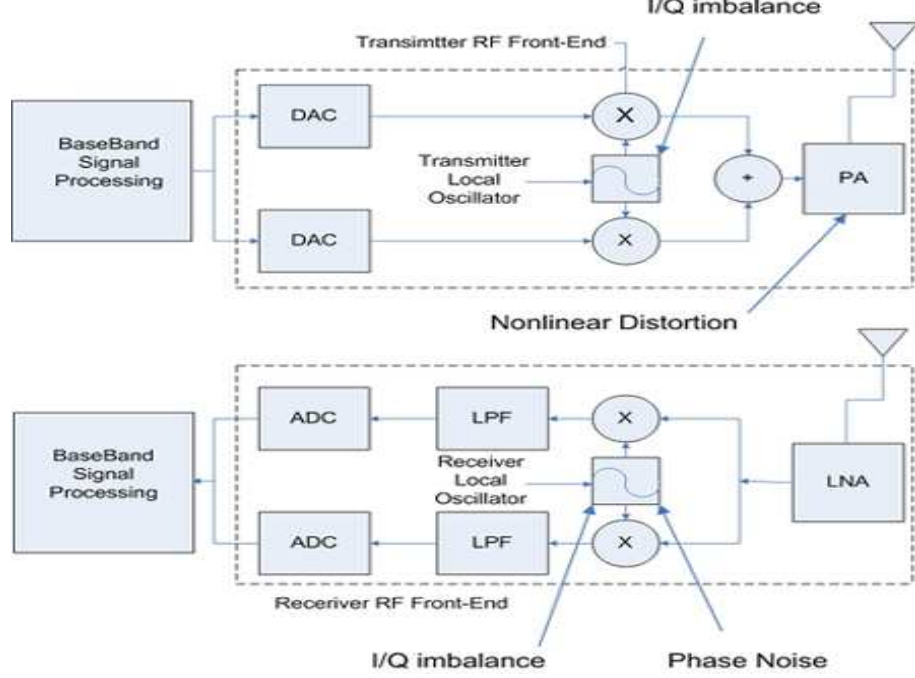 I/Q imbalance
Transimtter RF Front-End
DAC
X
BaseBand
Signal
Processing
Transmitter
Local
Oscillator
+
PA
DAC
X
Nonlinear Distortion
ADC
LPF
X
BaseBand
Signal
Processing
Receiver
Local
Oscillator
LNA
ADC
LPF
X
Receriver RF Front-End
I/Q imbalance
Phase Noise